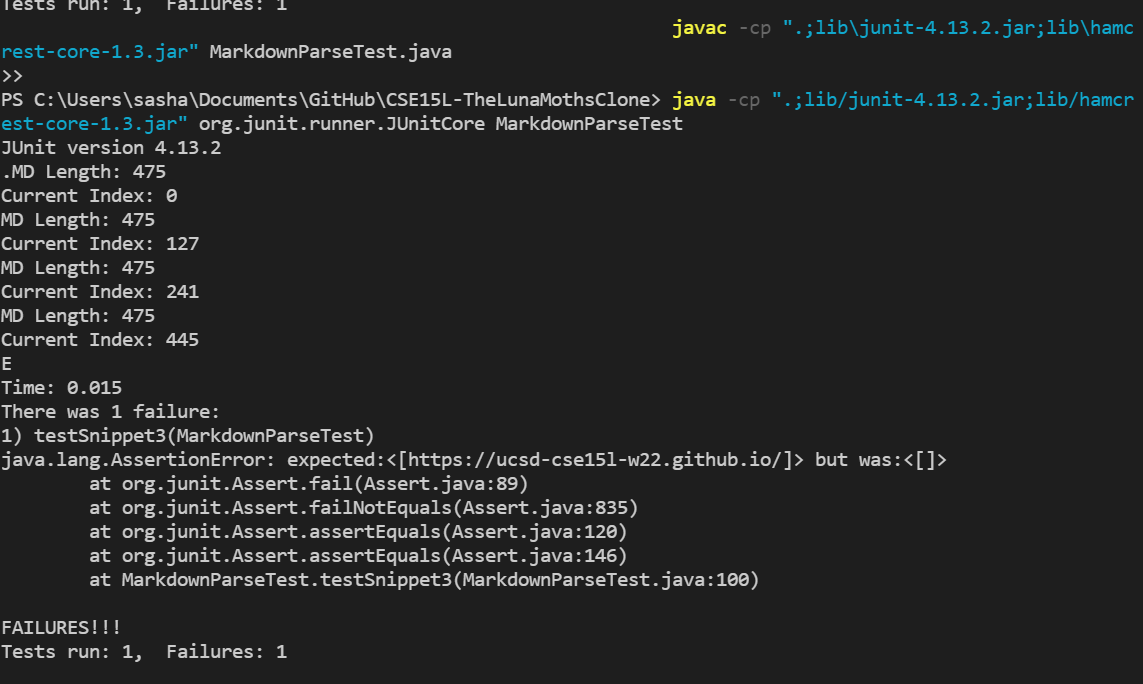 Tests run: 1,  Failures: 1
javac -cp ".;lib\junit-4.13.2.jar;lib\hamc
rest-core-1.3.jar" MarkdownParseTest.java
>>
PS C:\Users\sasha\Documents\GitHub\CSE15L-TheLunaMothsClone> java -cp ".;lib/junit-4.13.2.jar;lib/hamcr
est-core-1.3.jar" org.junit.runner.JUnitCore MarkdownParseTest
JUnit version 4.13.2
.MD Length: 475
Current Index: 0
MD Length: 475
Current Index: 127
MD Length: 475
Current Index: 241
MD Length: 475
Current Index: 445
E
Time: 0.015
There was 1 failure:
1) testSnippet3(MarkdownParseTest)
java.lang.AssertionError: expected:<[https://ucsd-cse15l-w22.github.io/]> but was:<[]>
        at org.junit.Assert.fail(Assert.java:89)
        at org.junit.Assert.failNotEquals(Assert.java:835)
        at org.junit.Assert.assertEquals(Assert.java:120)
        at org.junit.Assert.assertEquals(Assert.java:146)
        at MarkdownParseTest.testSnippet3(MarkdownParseTest.java:100)
FAILURES!!!
Tests run: 1,  Failures: 1